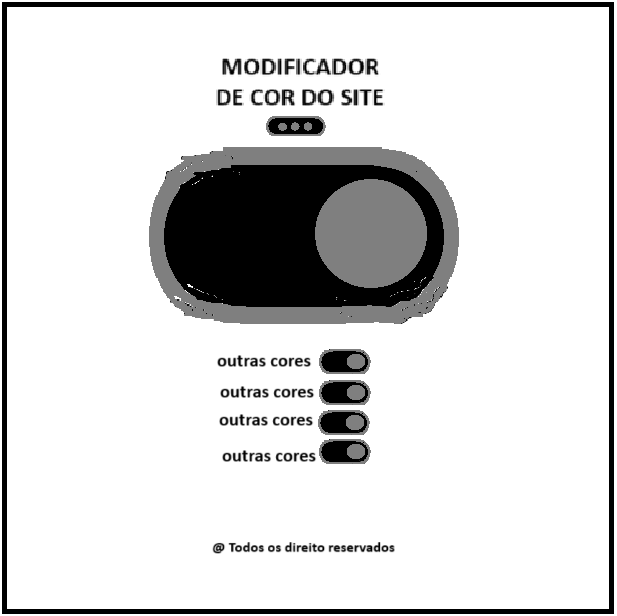 MODIFICADOR
DE COR DO SITE
outras cores
outras cores
outras cores
outras cores
@ Todos os direito reservados